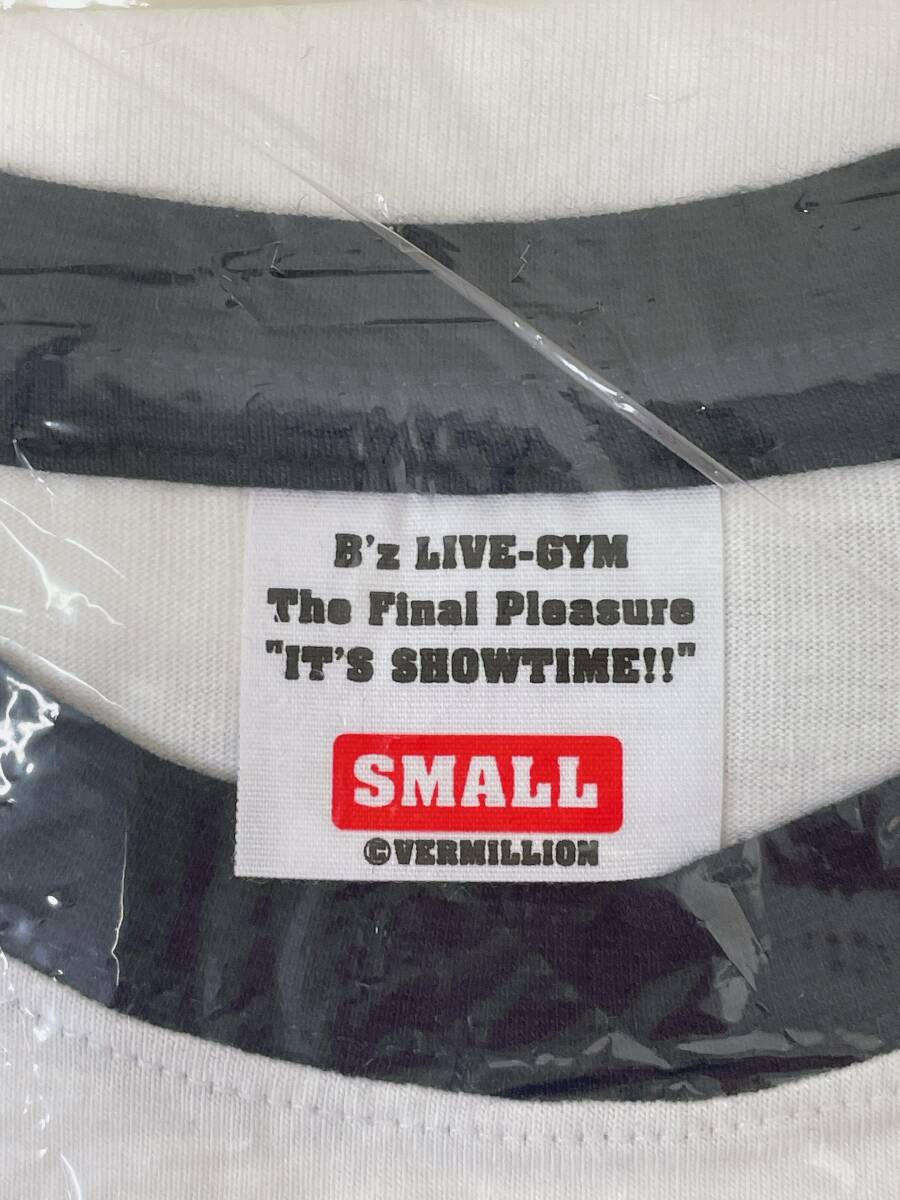 B'z LIVE-GYM
The Final Pleasure
"IT'S SHOWTIME!!"
SMALL
©VERMILLION